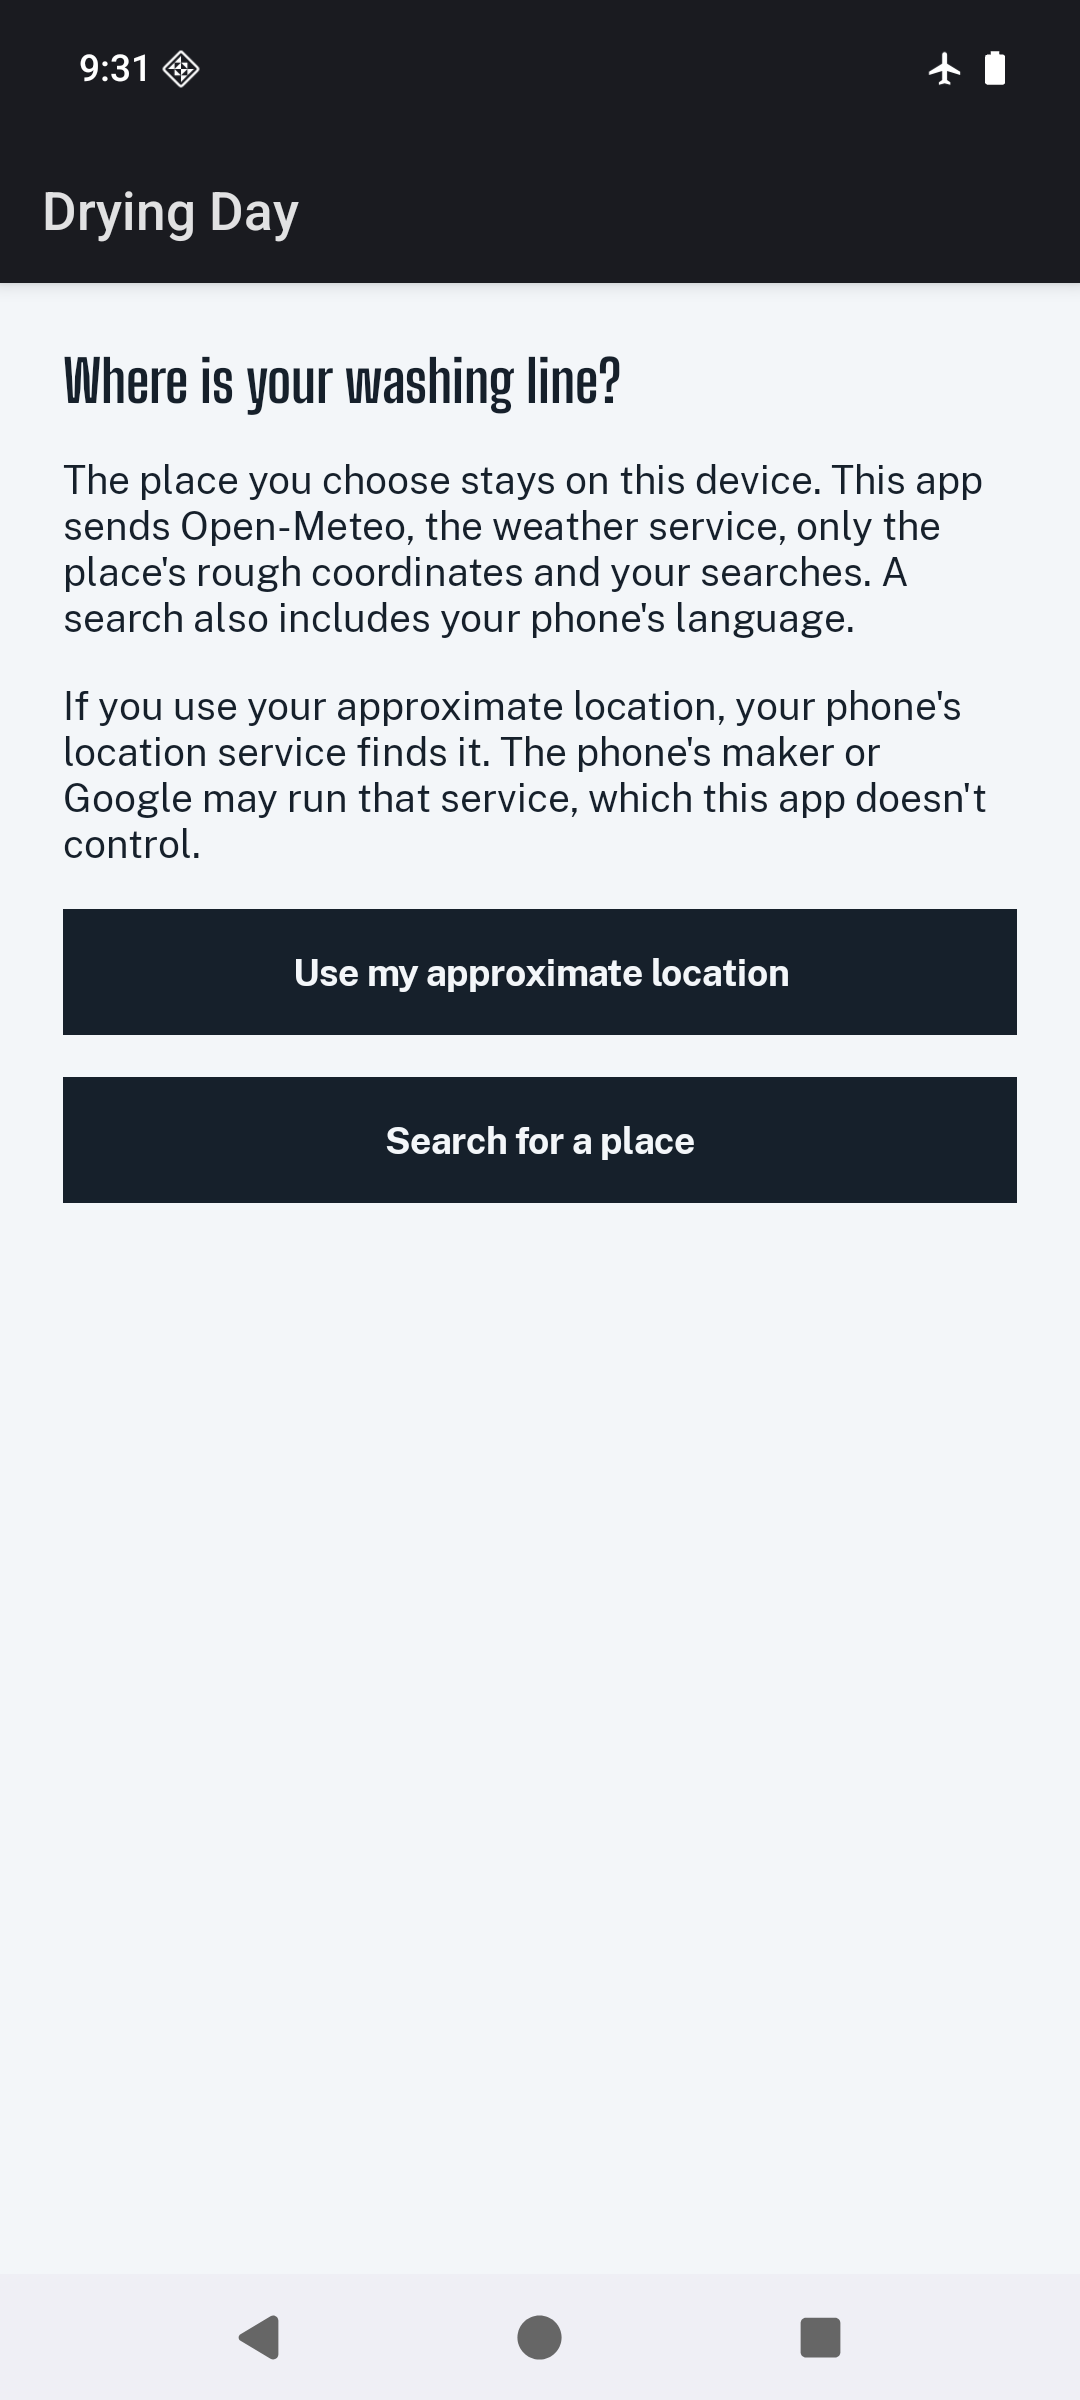 9:31
Drying Day
Where is your washing line?
The place you choose stays on this device. This app
sends Open-Meteo, the weather service, only the
place's rough coordinates and your searches. A
search also includes your phone's language.
If you use your approximate location, your phone's
location service finds it. The phone's maker or
Google may run that service, which this app doesn't
control.
Use my approximate location
Search for a place